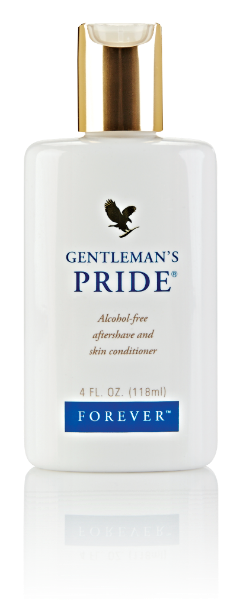 GENTLEMAN'S
PRIDE®
Alcohol-free
aftershave and
skin conditioner
4 FL. OZ. (118ml)
FOREVER™